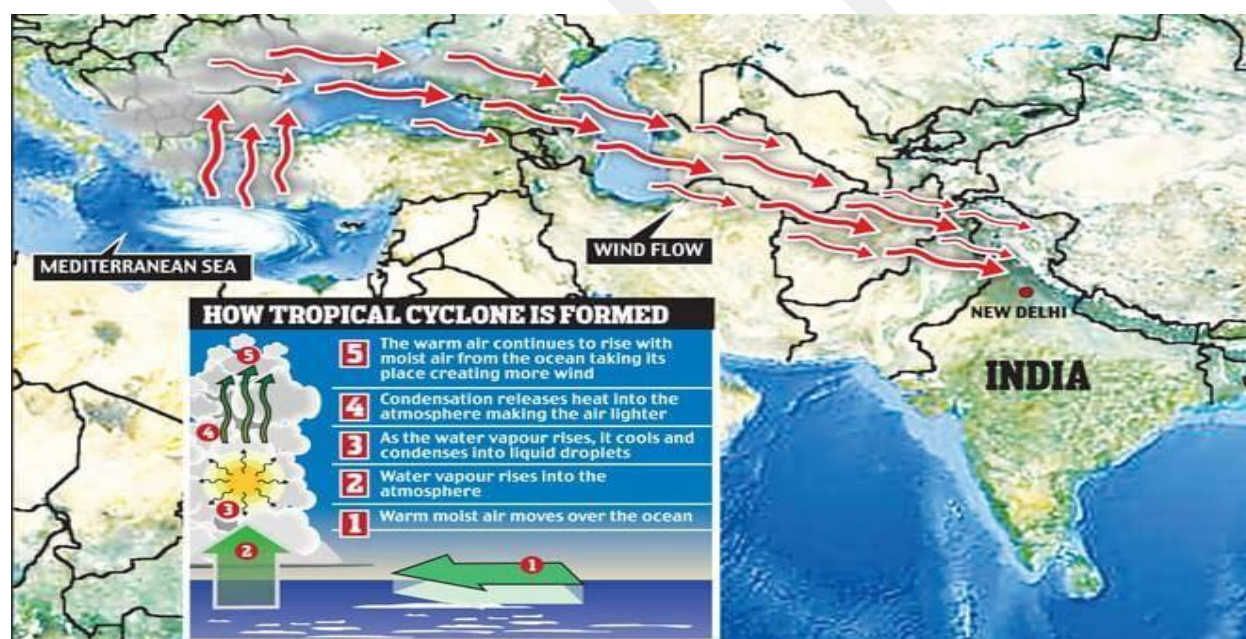 MEDITERRANEAN SEA
WIND FLOW
NEW DELHI
INDIA
HOW TROPICAL CYCLONE IS FORMED
5
5 The warm air continues to rise with
moist air from the ocean taking its
place creating more wind
4
4 Condensation releases heat into the
atmosphere making the air lighter
3 As the water vapour rises, it cools and
condenses into liquid droplets
3
2 Water vapour rises into the
atmosphere
1 Warm moist air moves over the ocean
2
1